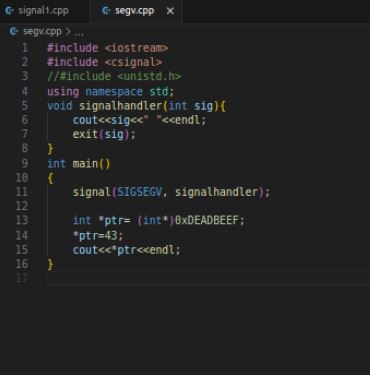 signal1.cpp segv.cpp ×
segv.cpp > ...
1 #include <iostream>
2 #include <csignal>
3 //#include <unistd.h>
4 using namespace std;
5 void signalhandler(int sig){
6 cout<<sig<<" "<<endl;
7 exit(sig);
8 }
9 int main()
10 {
11 signal(SIGSEGV, signalhandler);
12
13 int *ptr= (int*)0xDEADBEEF;
14 *ptr=43;
15 cout<<*ptr<<endl;
16 }
17